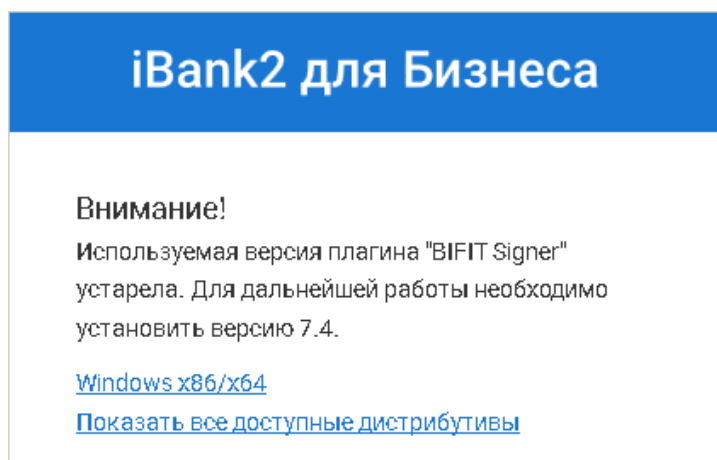 iBank2 для Бизнеса
Внимание!
Используемая версия плагина "BIFIT Signer"
устарела. Для дальнейшей работы необходимо
установить версию 7.4.
Windows x86/x64
Показать все доступные дистрибутивы